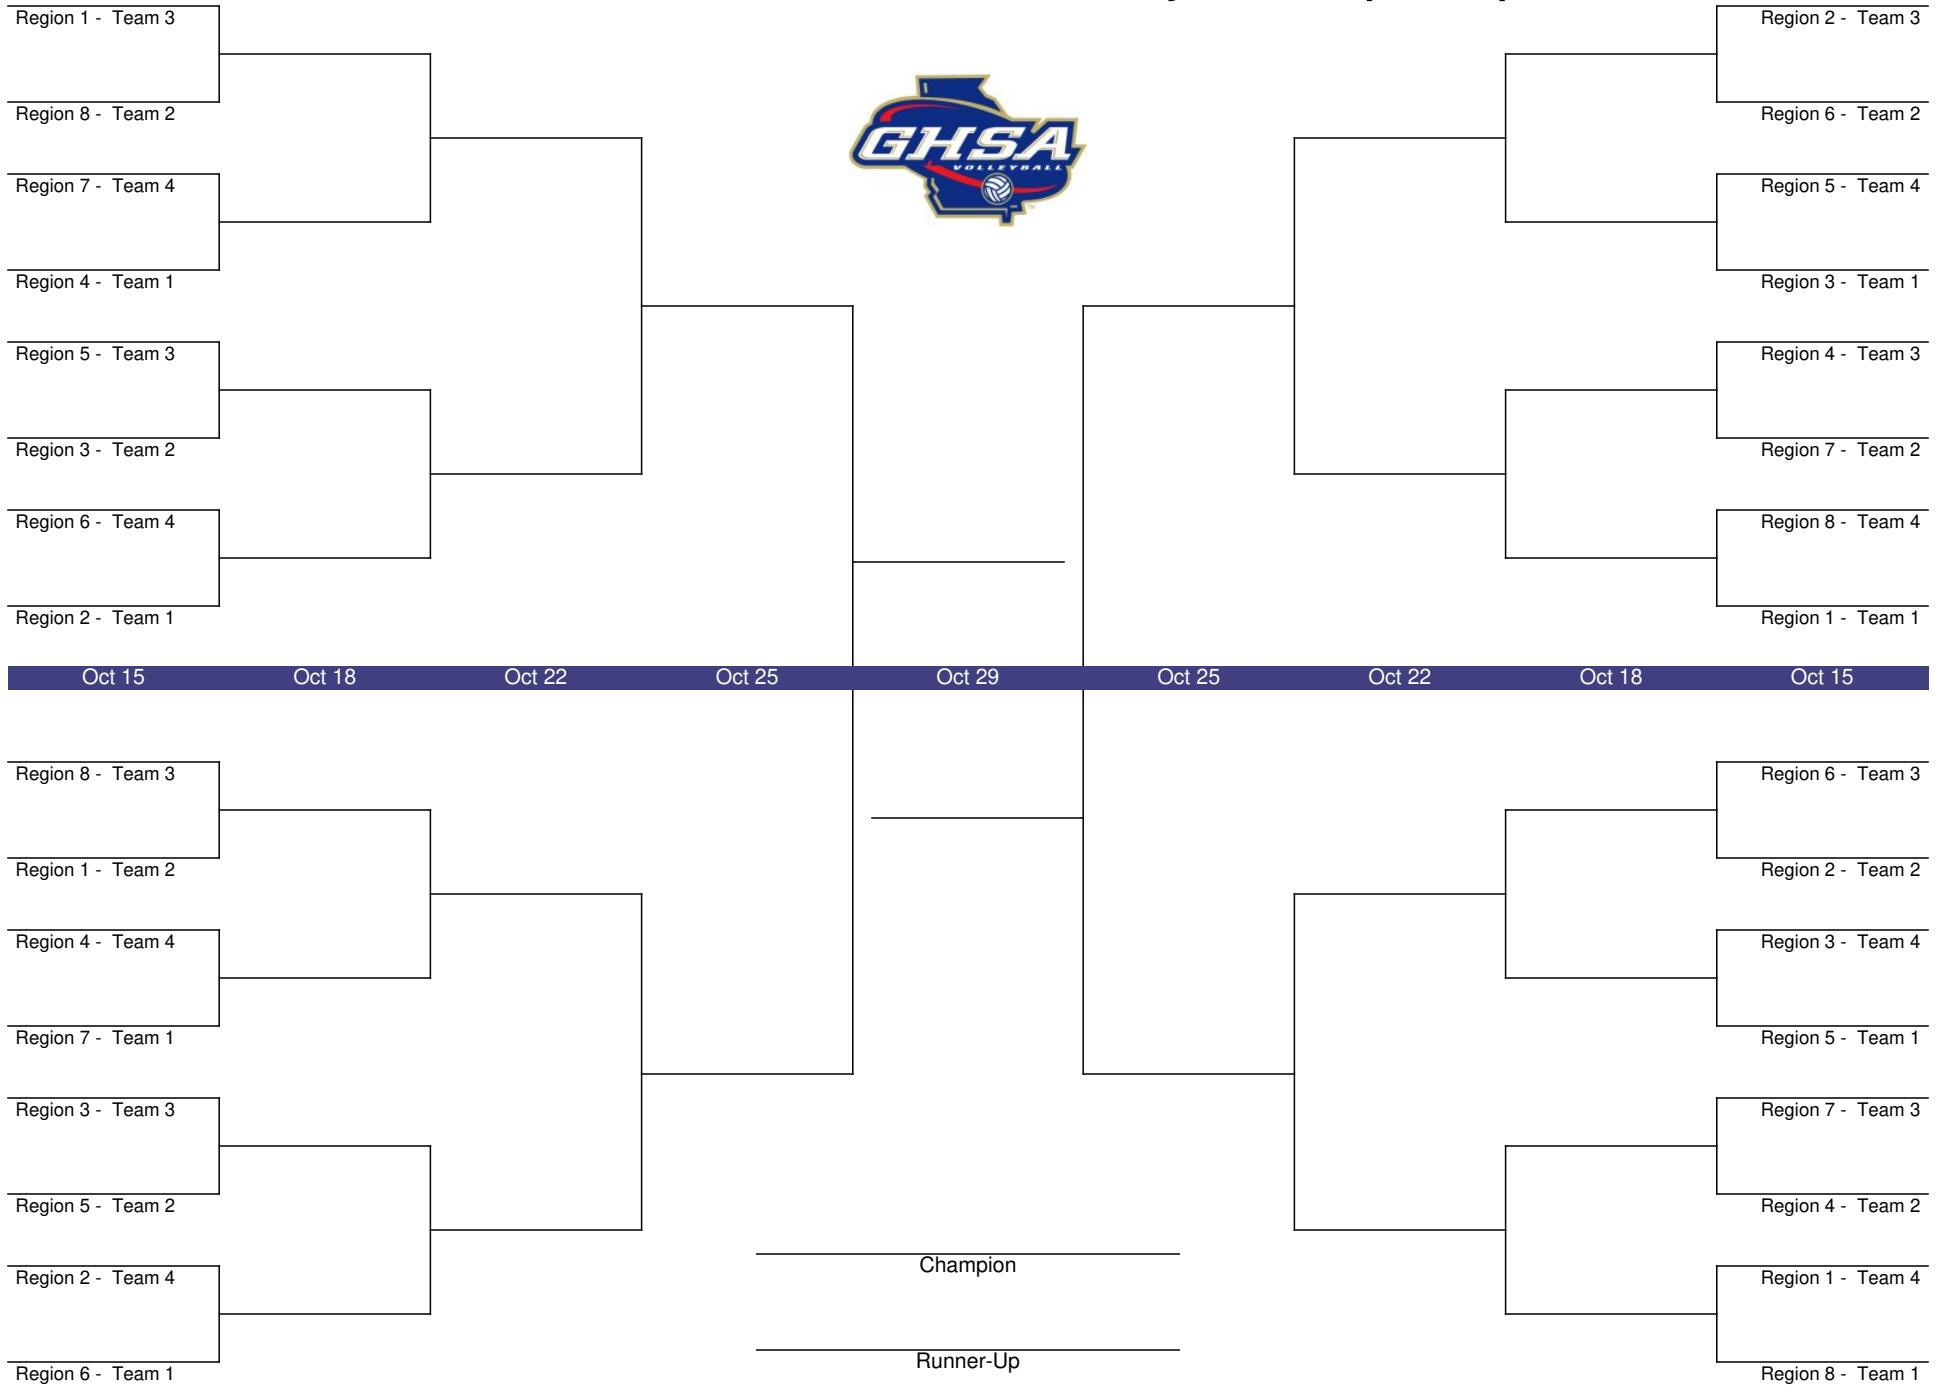 Region 1 - Team 3
Region 8 - Team 2
Region 7 - Team 4
Region 4 - Team 1
Region 5 - Team 3
Region 3 - Team 2
Region 6 - Team 4
Region 2 - Team 1
GHSA
VOLLEYBALL
TM
Region 2 - Team 3
Region 6 - Team 2
Region 5 - Team 4
Region 3 - Team 1
Region 4 - Team 3
Region 7 - Team 2
Region 8 - Team 4
Region 1 - Team 1
Oct 15 Oct 18 Oct 22 Oct 25 Oct 29 Oct 25 Oct 22 Oct 18 Oct 15
Region 8 - Team 3
Region 1 - Team 2
Region 4 - Team 4
Region 7 - Team 1
Region 3 - Team 3
Region 5 - Team 2
Region 2 - Team 4
Region 6 - Team 1
Champion
Runner-Up
Region 6 - Team 3
Region 2 - Team 2
Region 3 - Team 4
Region 5 - Team 1
Region 7 - Team 3
Region 4 - Team 2
Region 1 - Team 4
Region 8 - Team 1